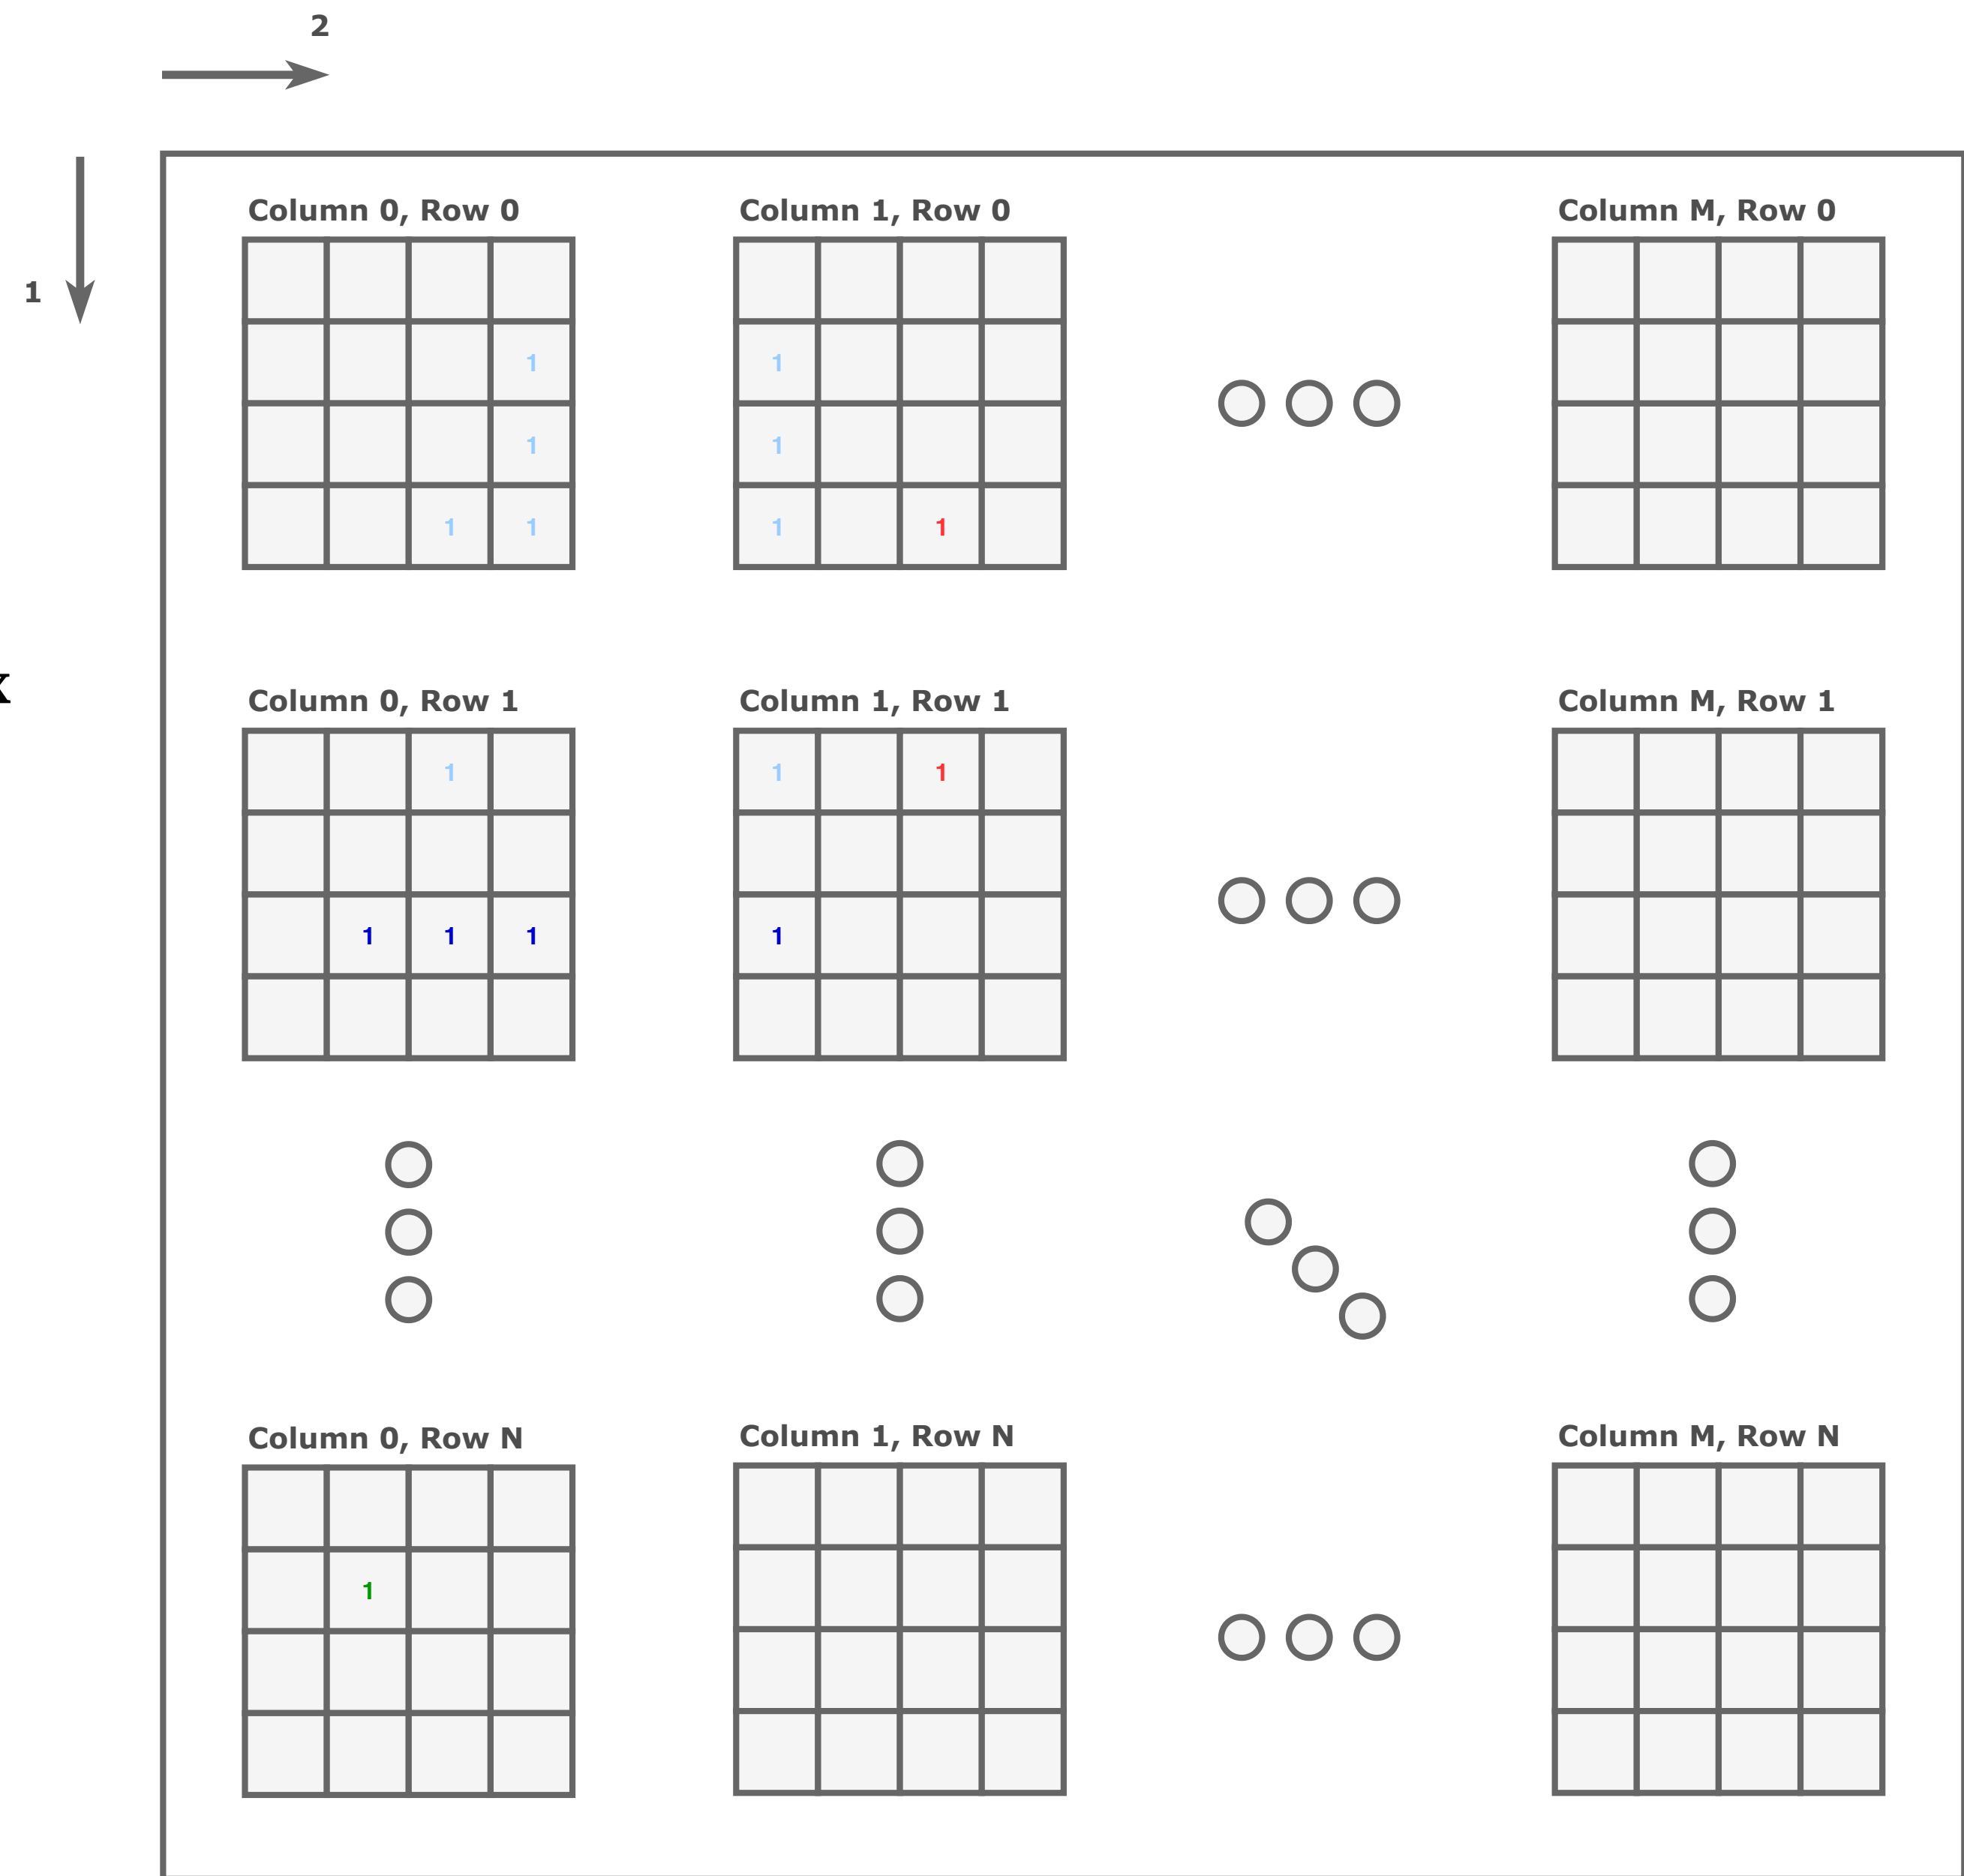 2
1
Column 0, Row 0 Column 1, Row 0 Column M, Row 0
1 1
1 1
1 1 1 1
Column 0, Row 1 Column 1, Row 1 Column M, Row 1
1 1 1
1 1 1 1
Column 0, Row N Column 1, Row N Column M, Row N
1